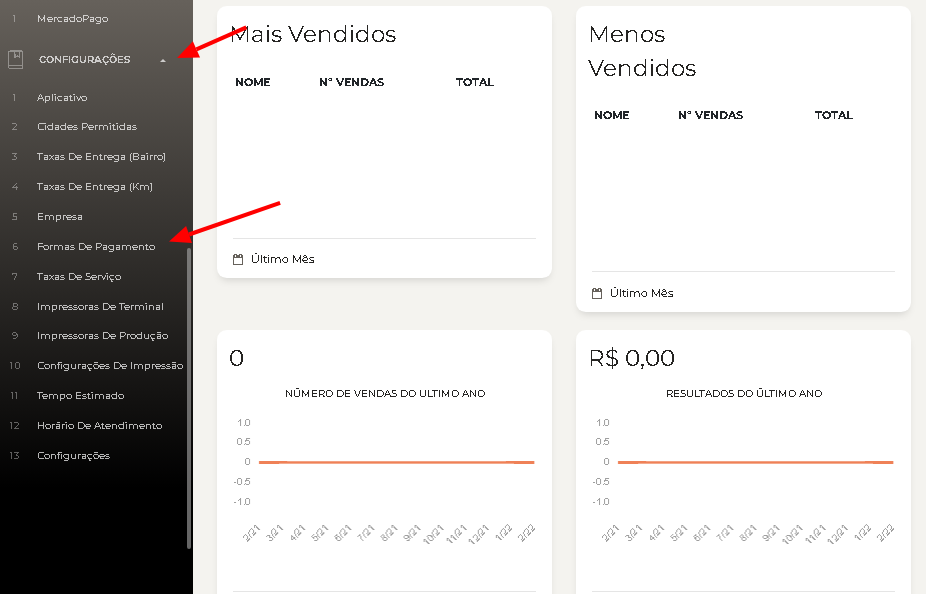 1 MercadoPago
CONFIGURAÇÕES
1 Aplicativo
2 Cidades Permitidas
3 Taxas De Entrega (Bairro)
4 Taxas De Entrega (Km)
5 Empresa
6 Formas De Pagamento
7 Taxas De Serviço
8 Impressoras De Terminal
9 Impressoras De Produção
10 Configurações De Impressão
11 Tempo Estimado
12 Horário De Atendimento
13 Configurações
Mais Vendidos
NOME Nº VENDAS TOTAL
Último Mês
Menos
Vendidos
NOME Nº VENDAS TOTAL
Último Mês
0
NÚMERO DE VENDAS DO ULTIMO ANO
1.0
0.5
0
-0.5
-1.0
2/21 3/21 4/21 5/21 6/21 7/21 8/21 9/21 10/21 11/21 12/21 1/22 2/22
R$ 0,00
RESULTADOS DO ÚLTIMO ANO
1.0
0.5
0
-0.5
-1.0
2/21 3/21 4/21 5/21 6/21 7/21 8/21 9/21 10/21 11/21 12/21 1/22 2/22